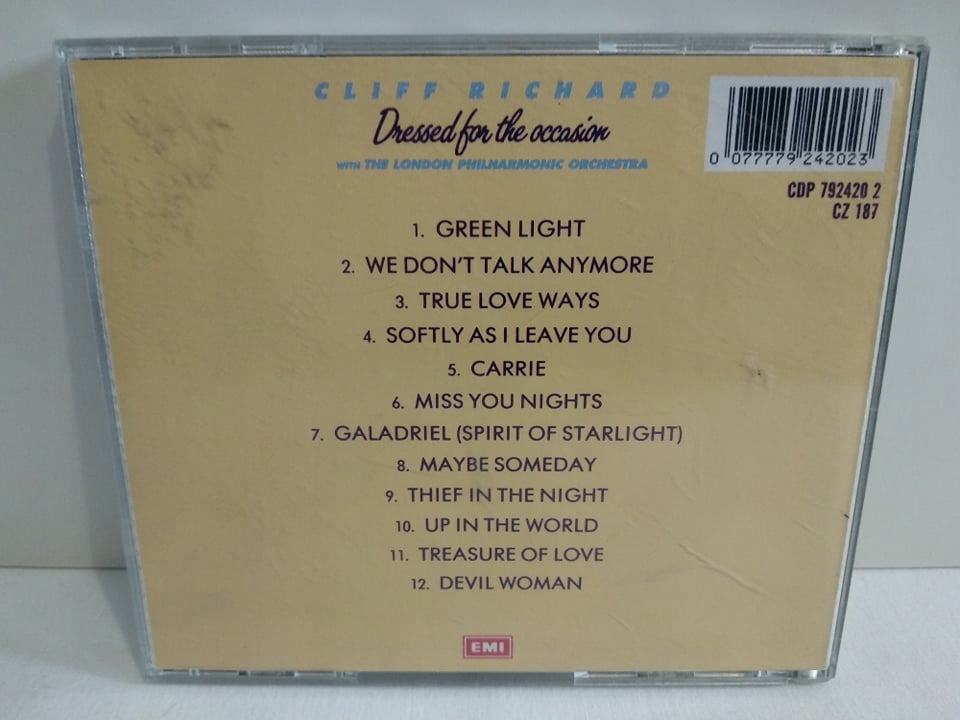 CLIFF RICHARD
Dressed for the occasion
WITH THE LONDON PHILHARMONIC ORCHESTRA
0 077779 242023
CDP 792420 2
CZ 187
1. GREEN LIGHT
2. WE DON'T TALK ANYMORE
3. TRUE LOVE WAYS
4. SOFTLY AS I LEAVE YOU
5. CARRIE
6. MISS YOU NIGHTS
7. GALADRIEL (SPIRIT OF STARLIGHT)
8. MAYBE SOMEDAY
9. THIEF IN THE NIGHT
10. UP IN THE WORLD
11. TREASURE OF LOVE
12. DEVIL WOMAN
EMI